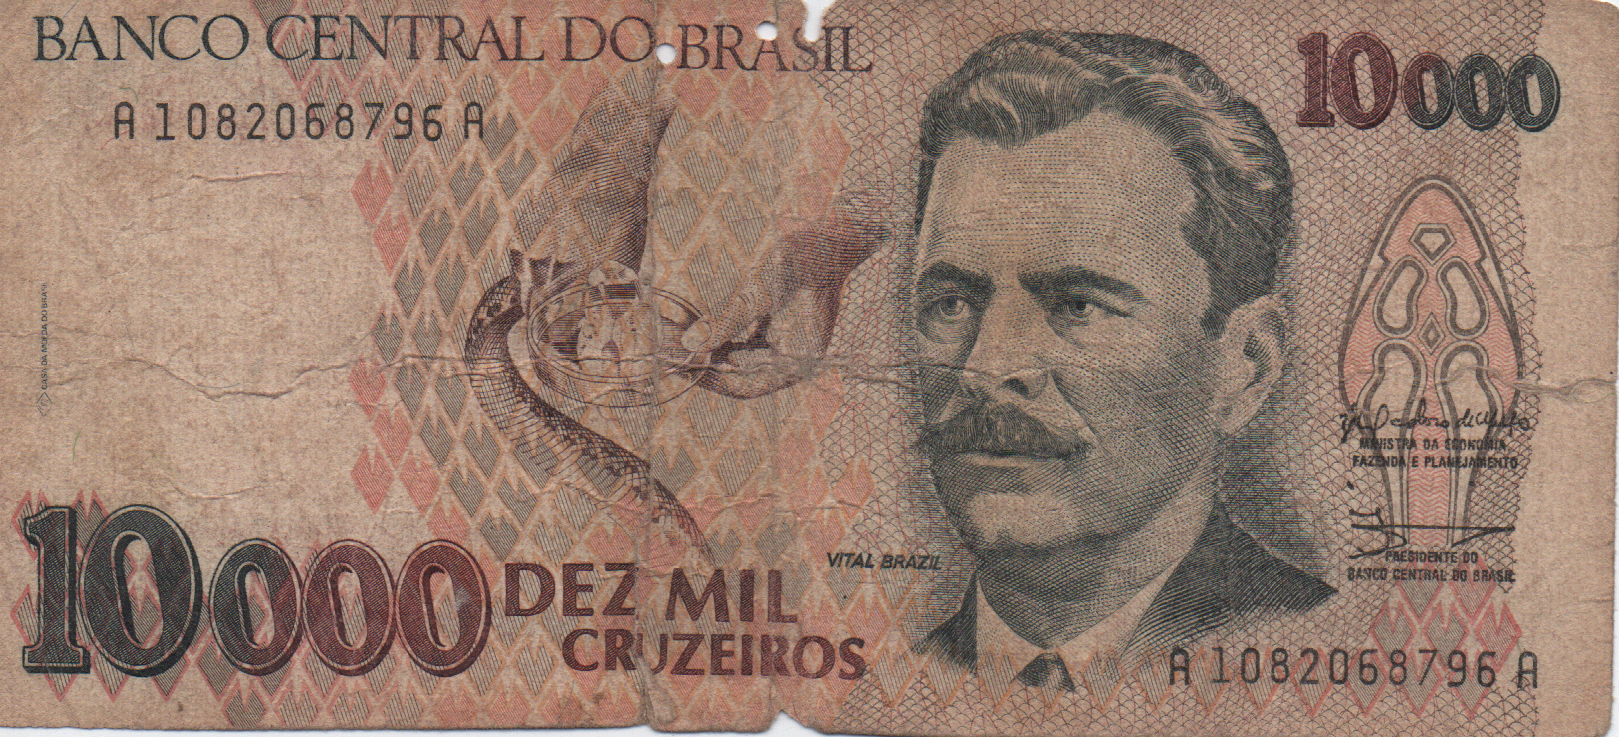 BANCO CENTRAL DO BRASIL
10000
A 1082068796 A
CASA DA MOEDA DO BRASIL
MINISTRA DA ECONOMIA
FAZENDA E PLANEJAMENTO
PRESIDENTE DO
BANCO CENTRAL DO BRASIL
VITAL BRAZIL
10000 DEZ MIL
CRUZEIROS
A 1082068796 A